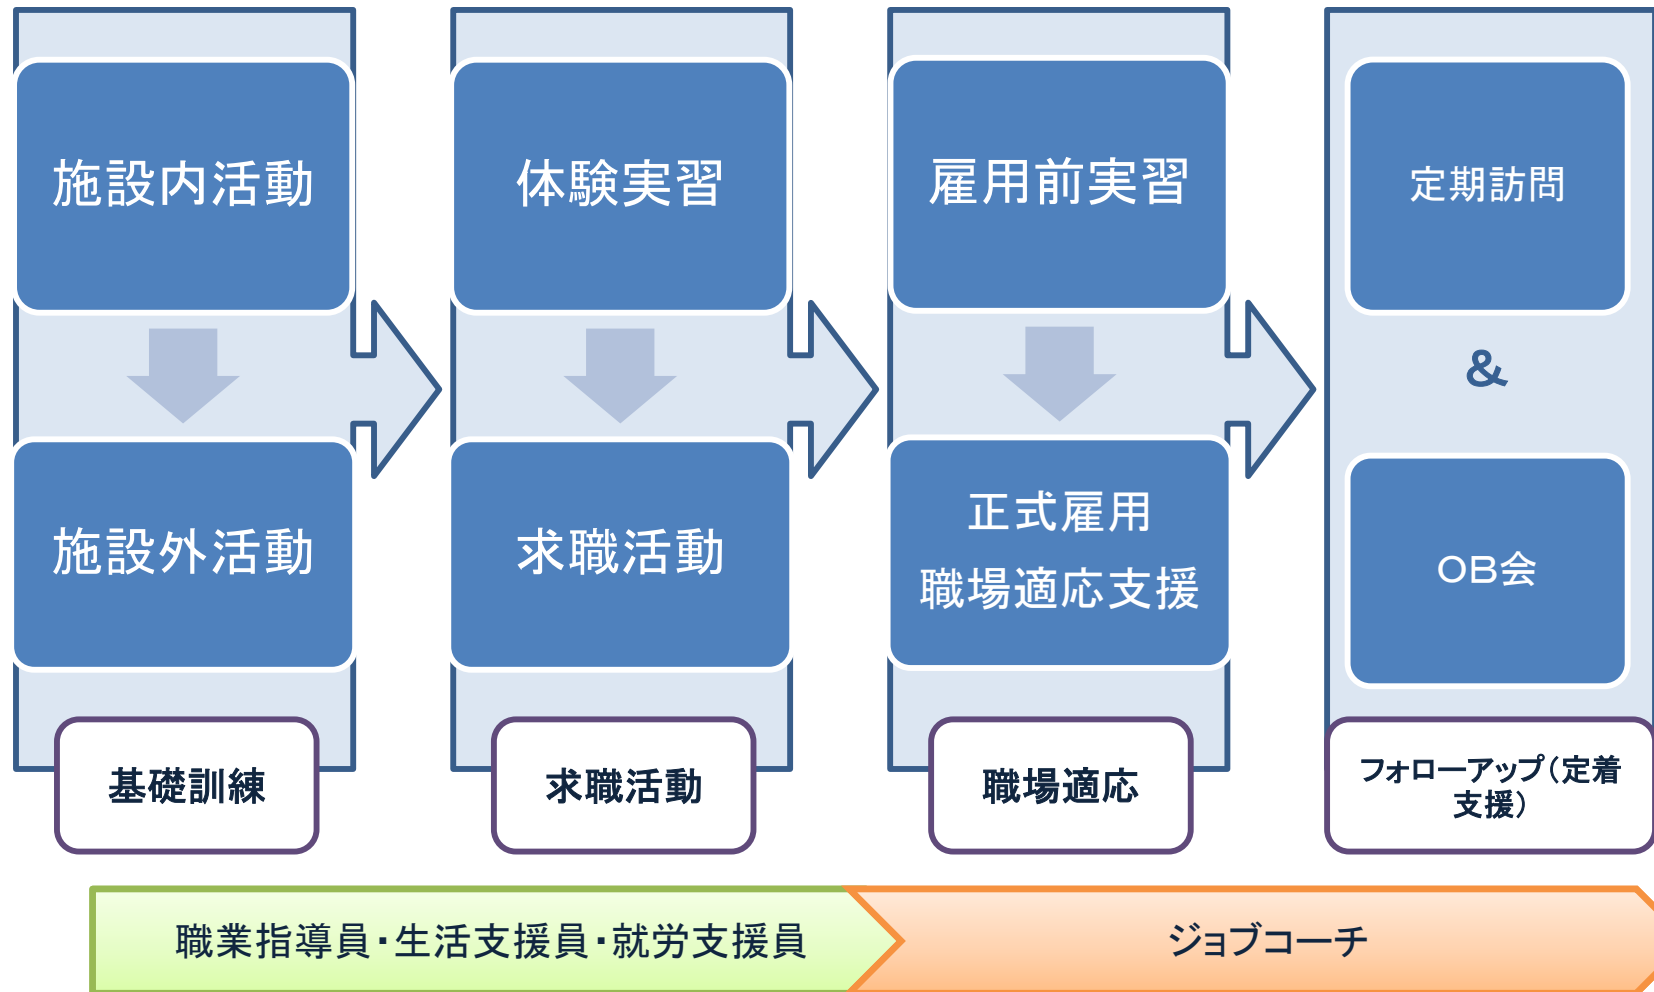 施設内活動
施設外活動
基礎訓練
体験実習
求職活動
求職活動
雇用前実習
正式雇用
職場適応支援
職場適応
定期訪問
&
OB会
フォローアップ(定着
支援)
職業指導員・生活支援員・就労支援員
ジョブコーチ